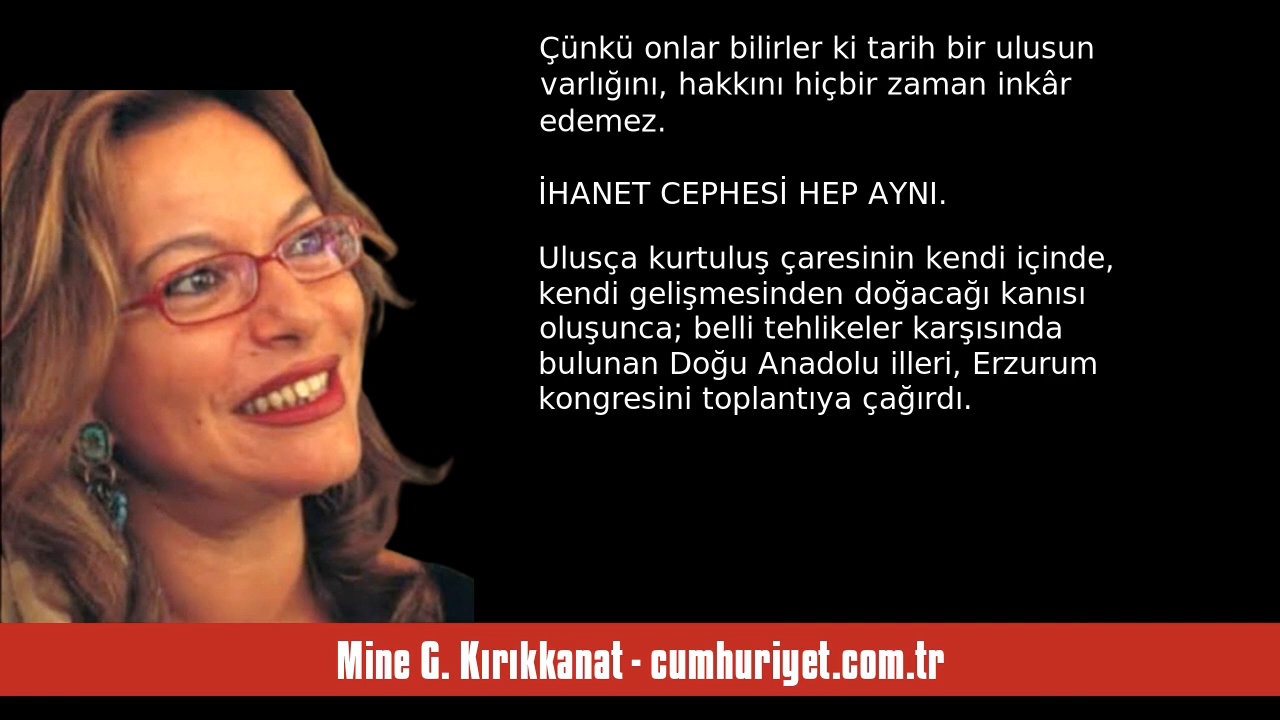 Çünkü onlar bilirler ki tarih bir ulusun
varlığını, hakkını hiçbir zaman inkâr
edemez.
İHANET CEPHESİ HEP AYNI.
Ulusça kurtuluş çaresinin kendi içinde,
kendi gelişmesinden doğacağı kanısı
oluşunca; belli tehlikeler karşısında
bulunan Doğu Anadolu illeri, Erzurum
kongresini toplantıya çağırdı.
Mine G. Kırıkkanat - cumhuriyet.com.tr